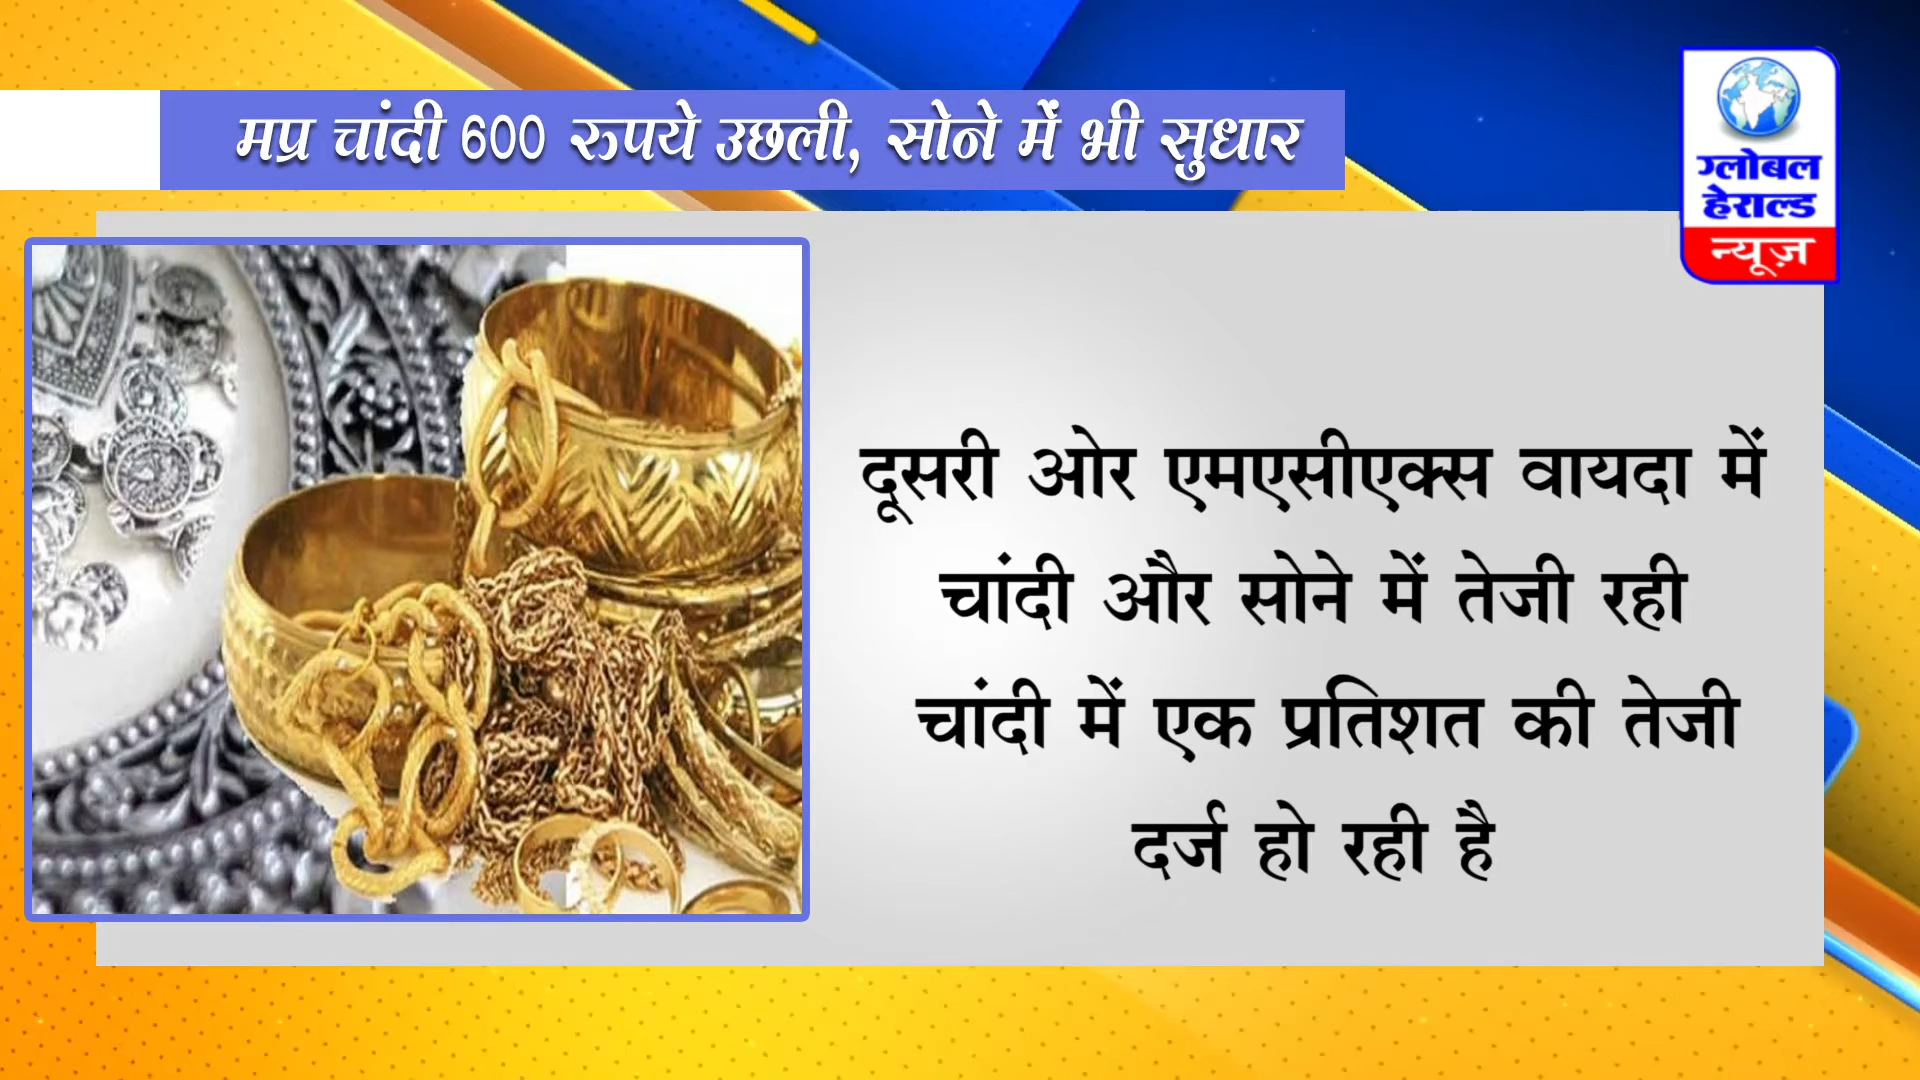 मप्र चांदी 600 रुपये उछली, सोने में भी सुधार
ग्लोबल
हेराल्ड
न्यूज़
दूसरी ओर एमएसीएक्स वायदा में
चांदी और सोने में तेजी रही
चांदी में एक प्रतिशत की तेजी
दर्ज हो रही है